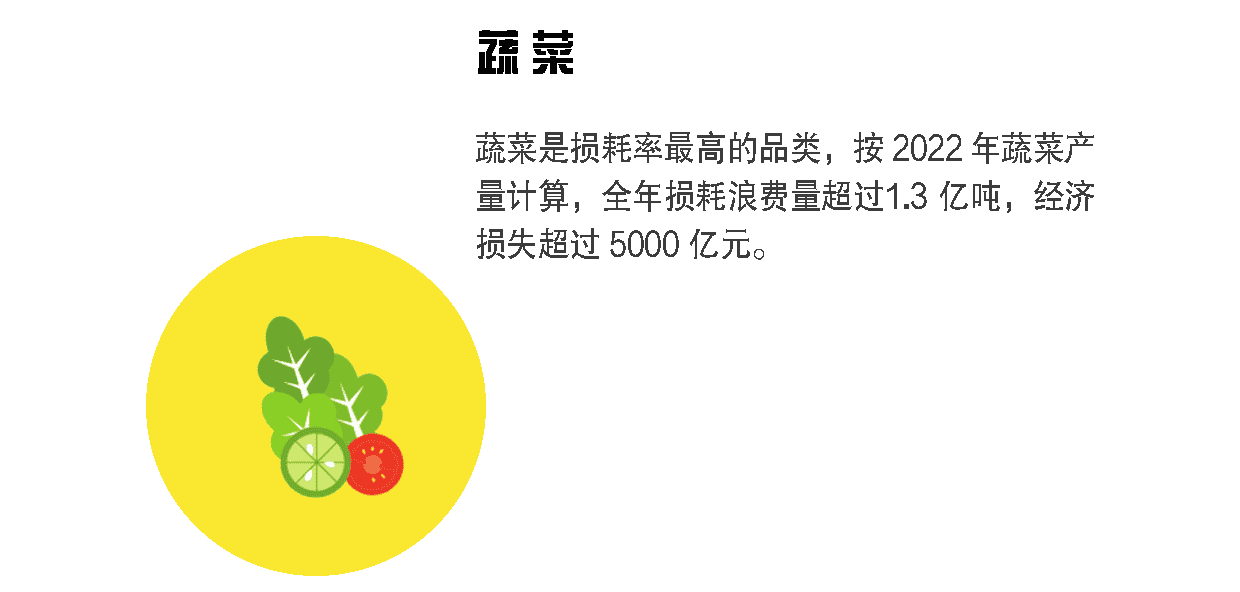 蔬菜
蔬菜是损耗率最高的品类，按 2022 年蔬菜产
量计算，全年损耗浪费量超过1.3 亿吨，经济
损失超过 5000 亿元。